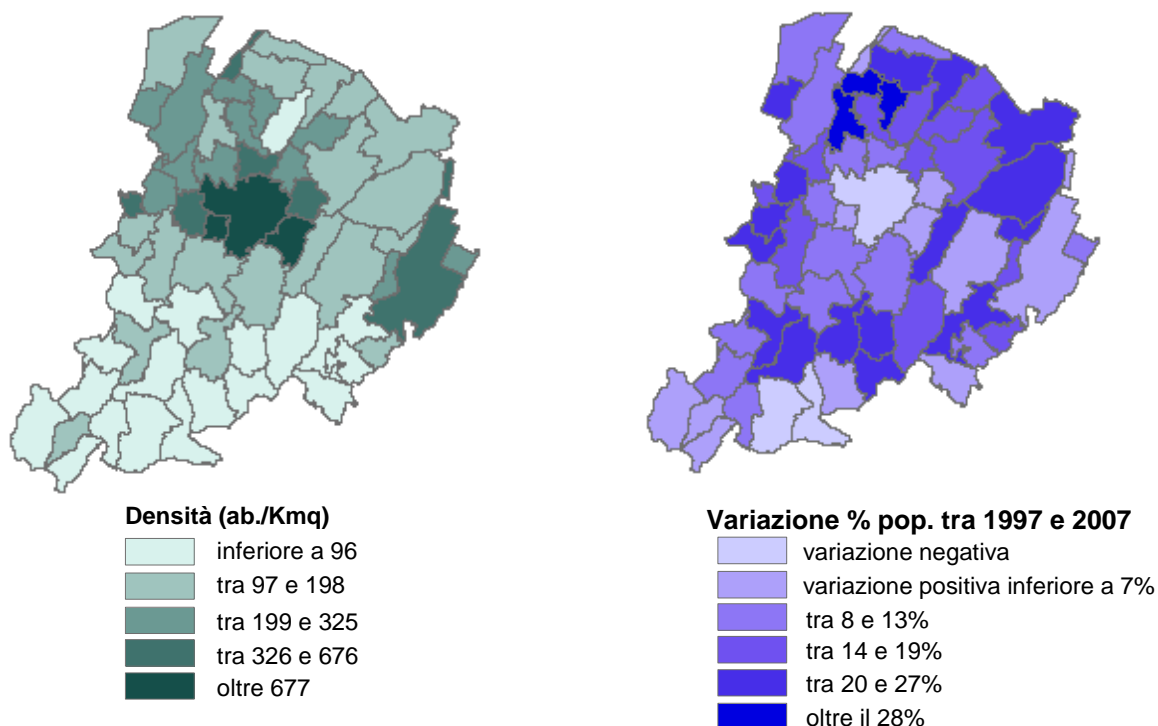 Densità (ab./Kmq)
inferiore a 96
tra 97 e 198
tra 199 e 325
tra 326 e 676
oltre 677
Variazione % pop. tra 1997 e 2007
variazione negativa
variazione positiva inferiore a 7%
tra 8 e 13%
tra 14 e 19%
tra 20 e 27%
oltre il 28%